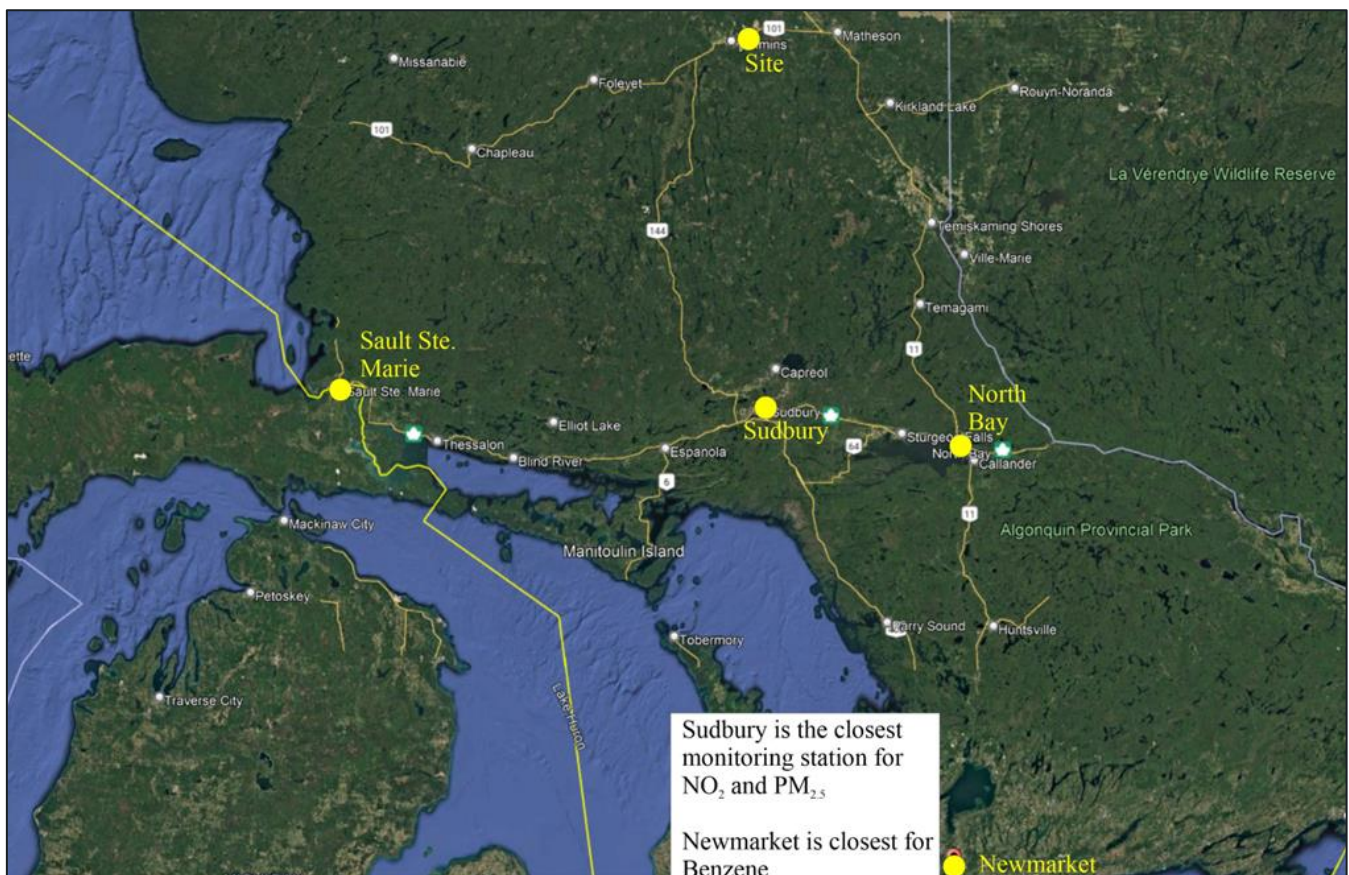 101
Matheson
Site
Missanabie
Foleyet
Rouyn-Noranda
Kirkland Lake
101
Chapleau
La Vérendrye Wildlife Reserve
144
Temiskaming Shores
Ville-Marie
Temagami
11
Sault Ste.
Marie
Sault Ste. Marie
Capreol
Sudbury
Sudbury
North
Bay
Elliot Lake
Thessalon
Blind River
Espanola
64
Sturgeon Falls
North Bay
Callander
6
11
Mackinaw City
Manitoulin Island
Algonquin Provincial Park
Petoskey
Parry Sound
Huntsville
Tobermory
Traverse City
Lake Huron
Sudbury is the closest
monitoring station for
NO₂ and PM₂.₅
Newmarket is closest for
Benzene
Newmarket